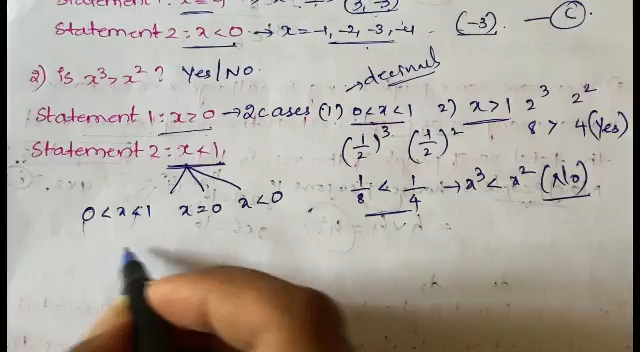 Statement 2 = x < 0 → x = -1, -2, -3, -4 (-3). — C
2) is x³ > x² ? Yes/No.
→ decimals
Statement 1: x > 0 → 2 cases (1) 0 < x < 1 2) x > 1 2³ 2²
8 > 4 (Yes)
(1/2)³ (1/2)²
Statement 2 = x < 1,
1/8 < 1/4 → x³ < x² (No)
0 < x < 1 x = 0 x < 0